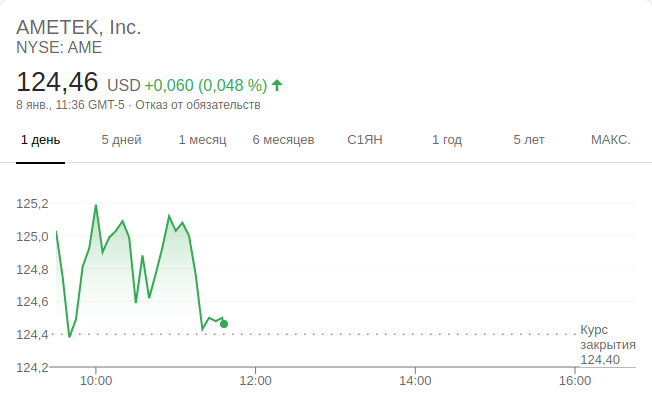 AMETEK, Inc.
NYSE: AME
124,46 USD +0,060 (0,048 %)
8 янв., 11:36 GMT-5 · Отказ от обязательств
1 день 5 дней 1 месяц 6 месяцев С1ЯН 1 год 5 лет МАКС.
125,2
125,0
124,8
124,6
124,4
124,2
Курс
закрытия
124,40
10:00 12:00 14:00 16:00